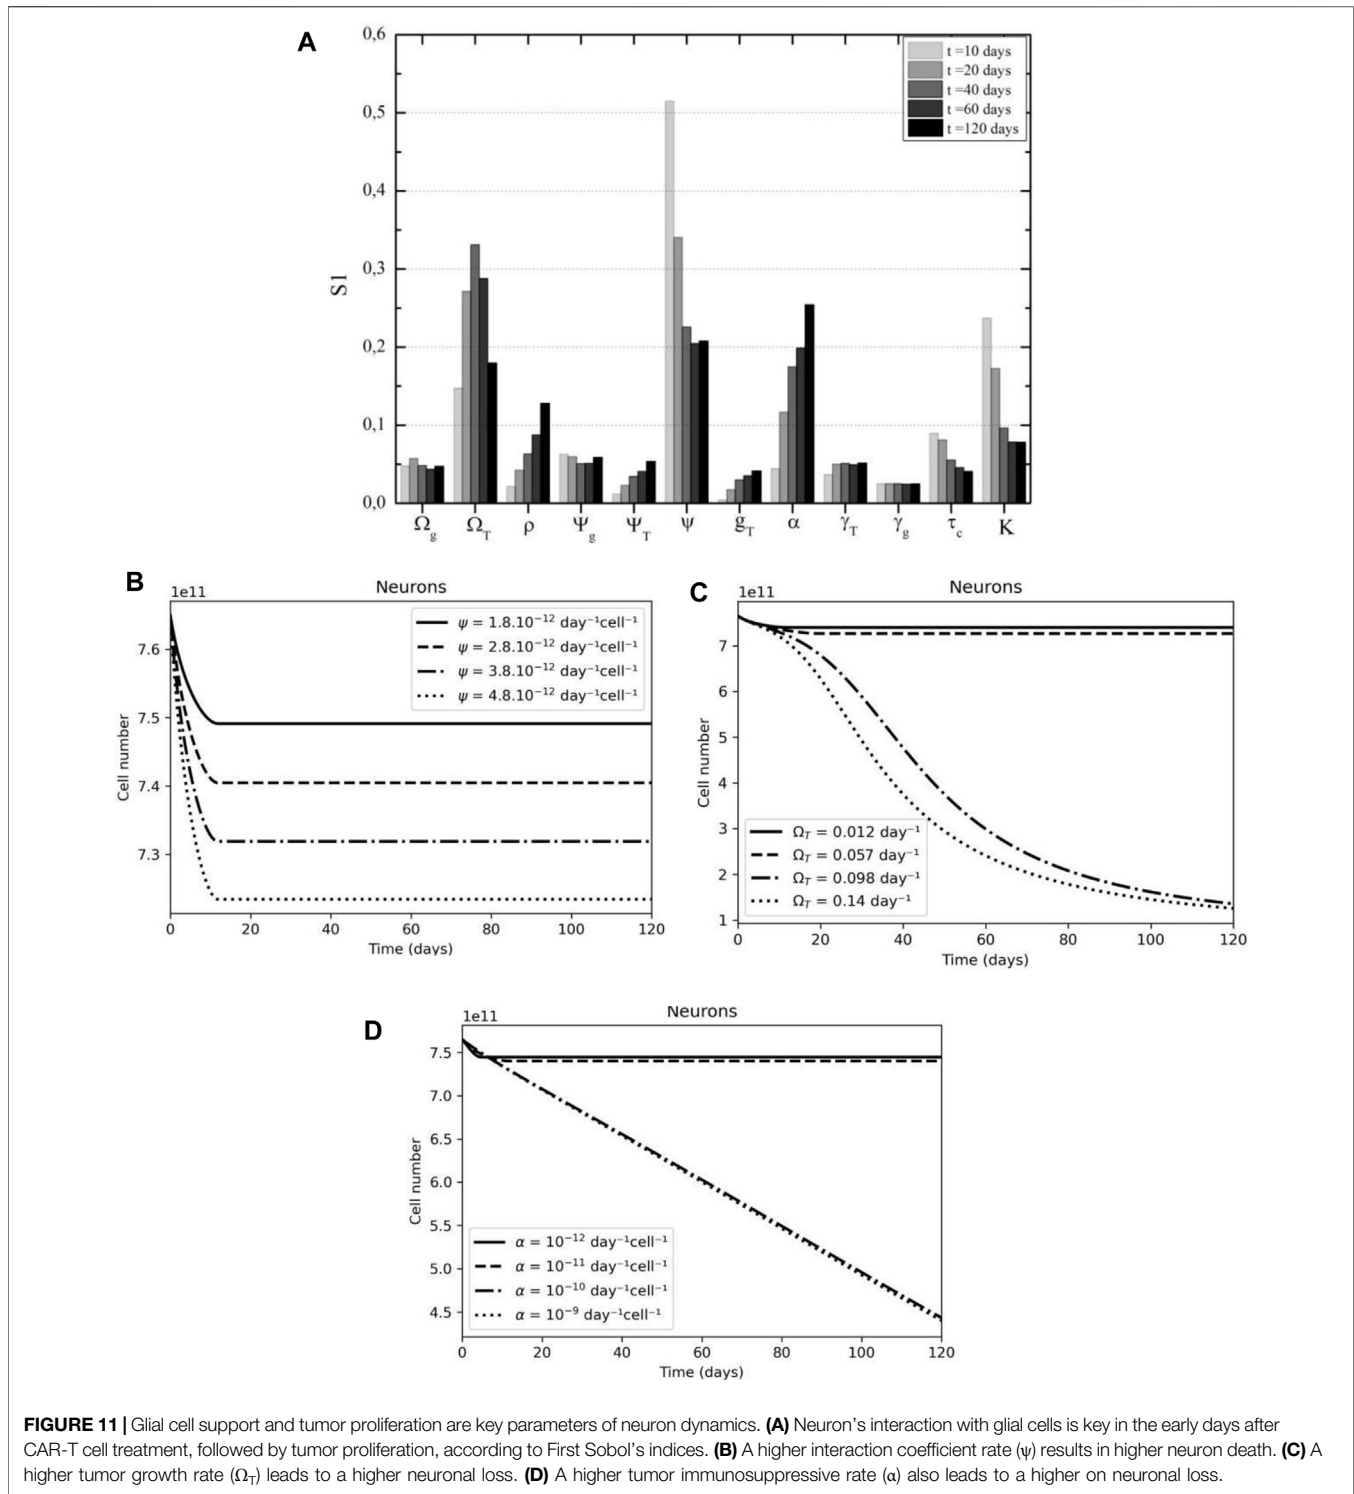 A
0,6
0,5
0,4
0,3
0,2
0,1
0,0
S1
t =10 days
t =20 days
t =40 days
t =60 days
t =120 days
Ωg ΩT ρ Ψg ΨT ψ gT α γT γg τc K
B
1e11
Neurons
7.6
7.5
7.4
7.3
Cell number
ψ = 1.8.10⁻¹² day⁻¹cell⁻¹
ψ = 2.8.10⁻¹² day⁻¹cell⁻¹
ψ = 3.8.10⁻¹² day⁻¹cell⁻¹
ψ = 4.8.10⁻¹² day⁻¹cell⁻¹
0 20 40 60 80 100 120
Time (days)
C
1e11
Neurons
7
6
5
4
3
2
1
Cell number
ΩT = 0.012 day⁻¹
ΩT = 0.057 day⁻¹
ΩT = 0.098 day⁻¹
ΩT = 0.14 day⁻¹
0 20 40 60 80 100 120
Time (days)
D
1e11
Neurons
7.5
7.0
6.5
6.0
5.5
5.0
4.5
Cell number
α = 10⁻¹² day⁻¹cell⁻¹
α = 10⁻¹¹ day⁻¹cell⁻¹
α = 10⁻¹⁰ day⁻¹cell⁻¹
α = 10⁻⁹ day⁻¹cell⁻¹
0 20 40 60 80 100 120
Time (days)
FIGURE 11 | Glial cell support and tumor proliferation are key parameters of neuron dynamics. (A) Neuron's interaction with glial cells is key in the early days after
CAR-T cell treatment, followed by tumor proliferation, according to First Sobol's indices. (B) A higher interaction coefficient rate (ψ) results in higher neuron death. (C) A
higher tumor growth rate (ΩT) leads to a higher neuronal loss. (D) A higher tumor immunosuppressive rate (α) also leads to a higher on neuronal loss.